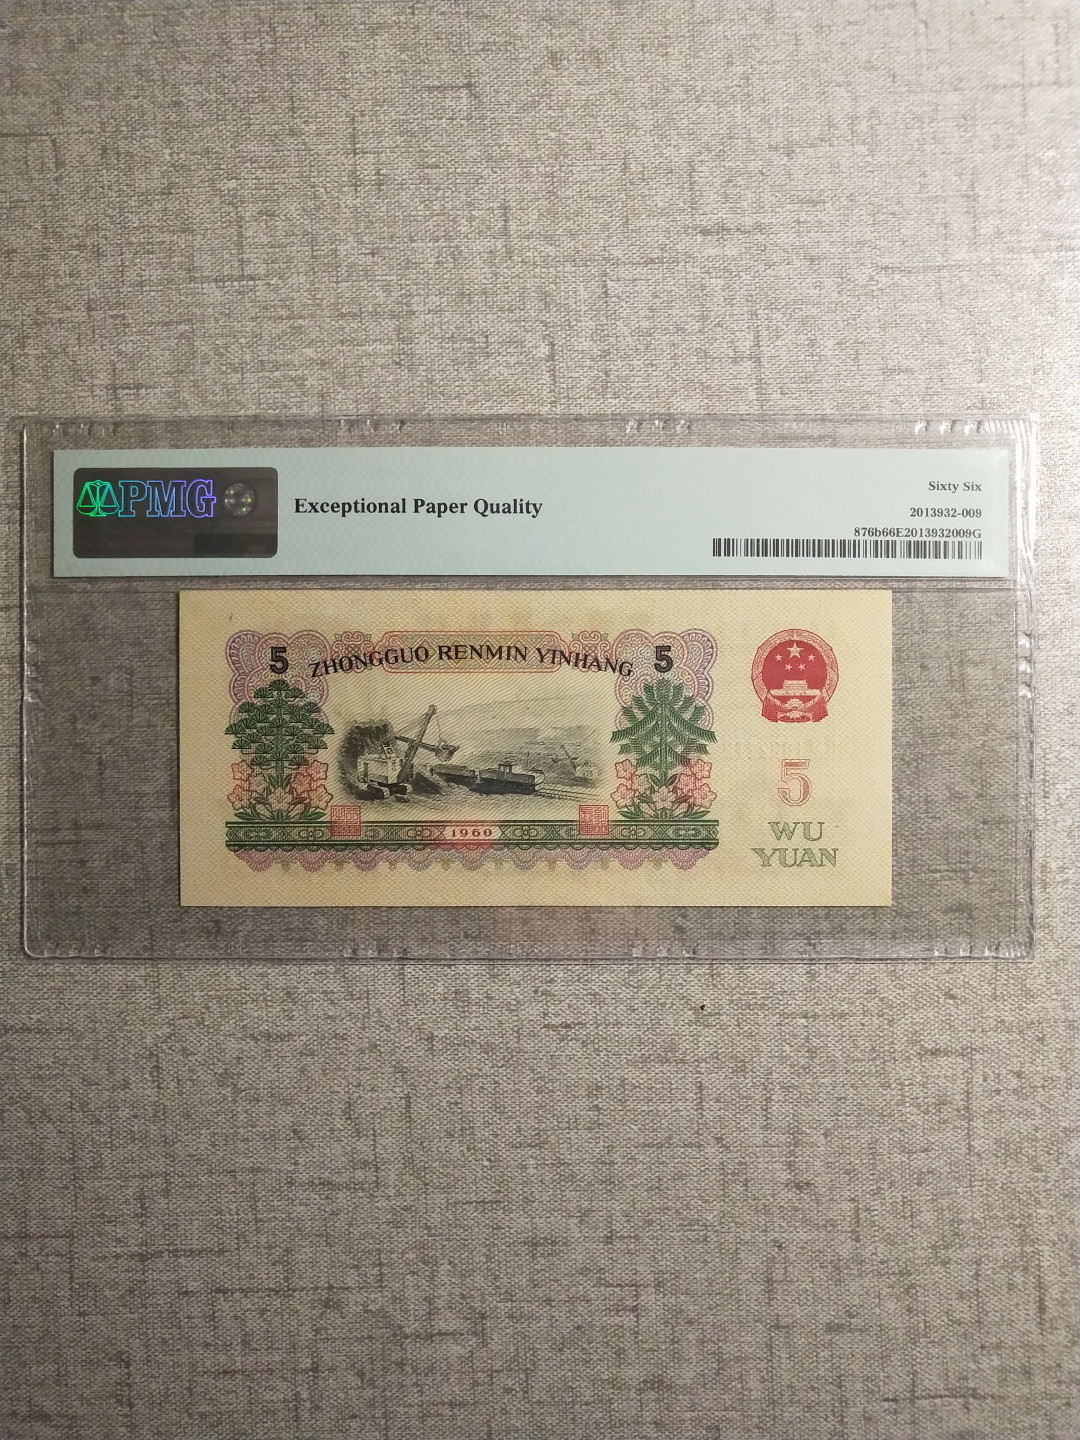 PMG
Exceptional Paper Quality
Sixty Six
2013932-009
876b66E2013932009G
5 ZHONGGUO RENMIN YINHANG 5
5
WU
YUAN
1960